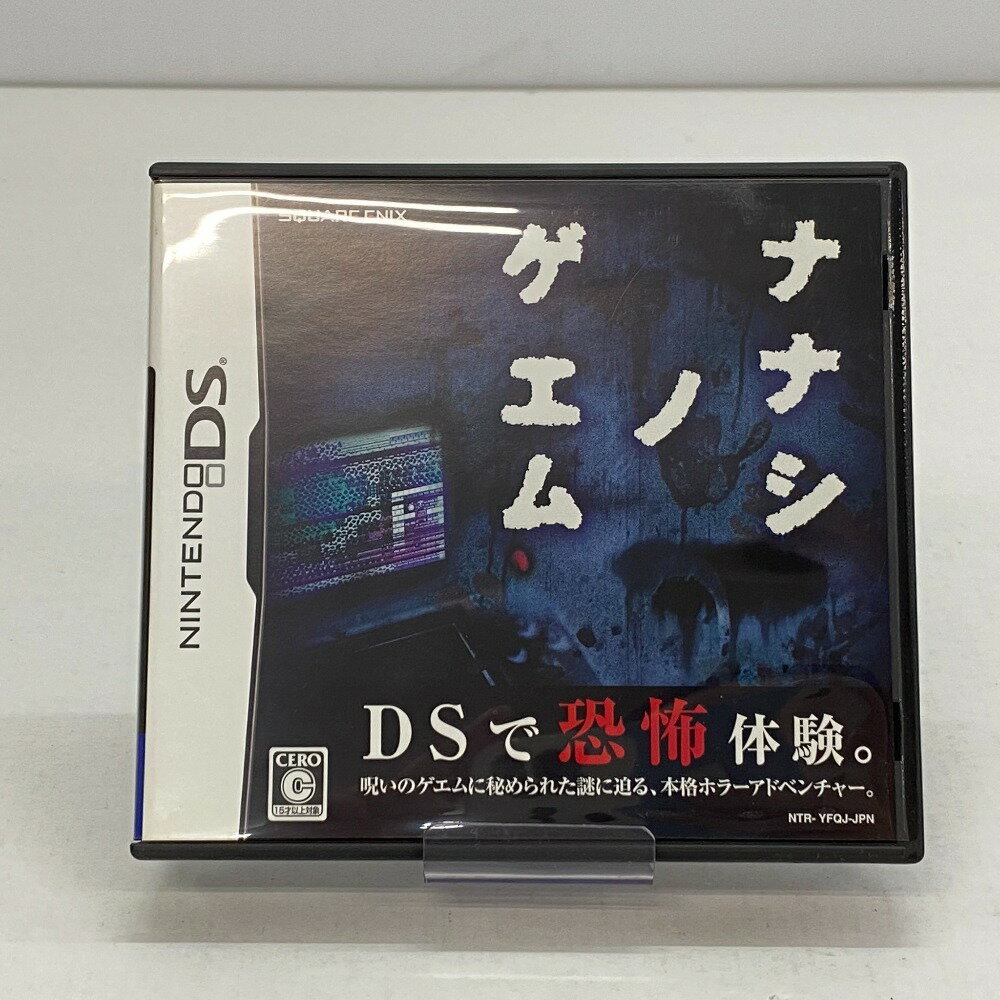 SQUARE ENIX
ナナシ
ノ
ゲエム
NINTENDO DS®
DSで恐怖体験。
呪いのゲエムに秘められた謎に迫る、本格ホラーアドベンチャー。
CERO
C
15才以上対象
NTR-YFQJ-JPN